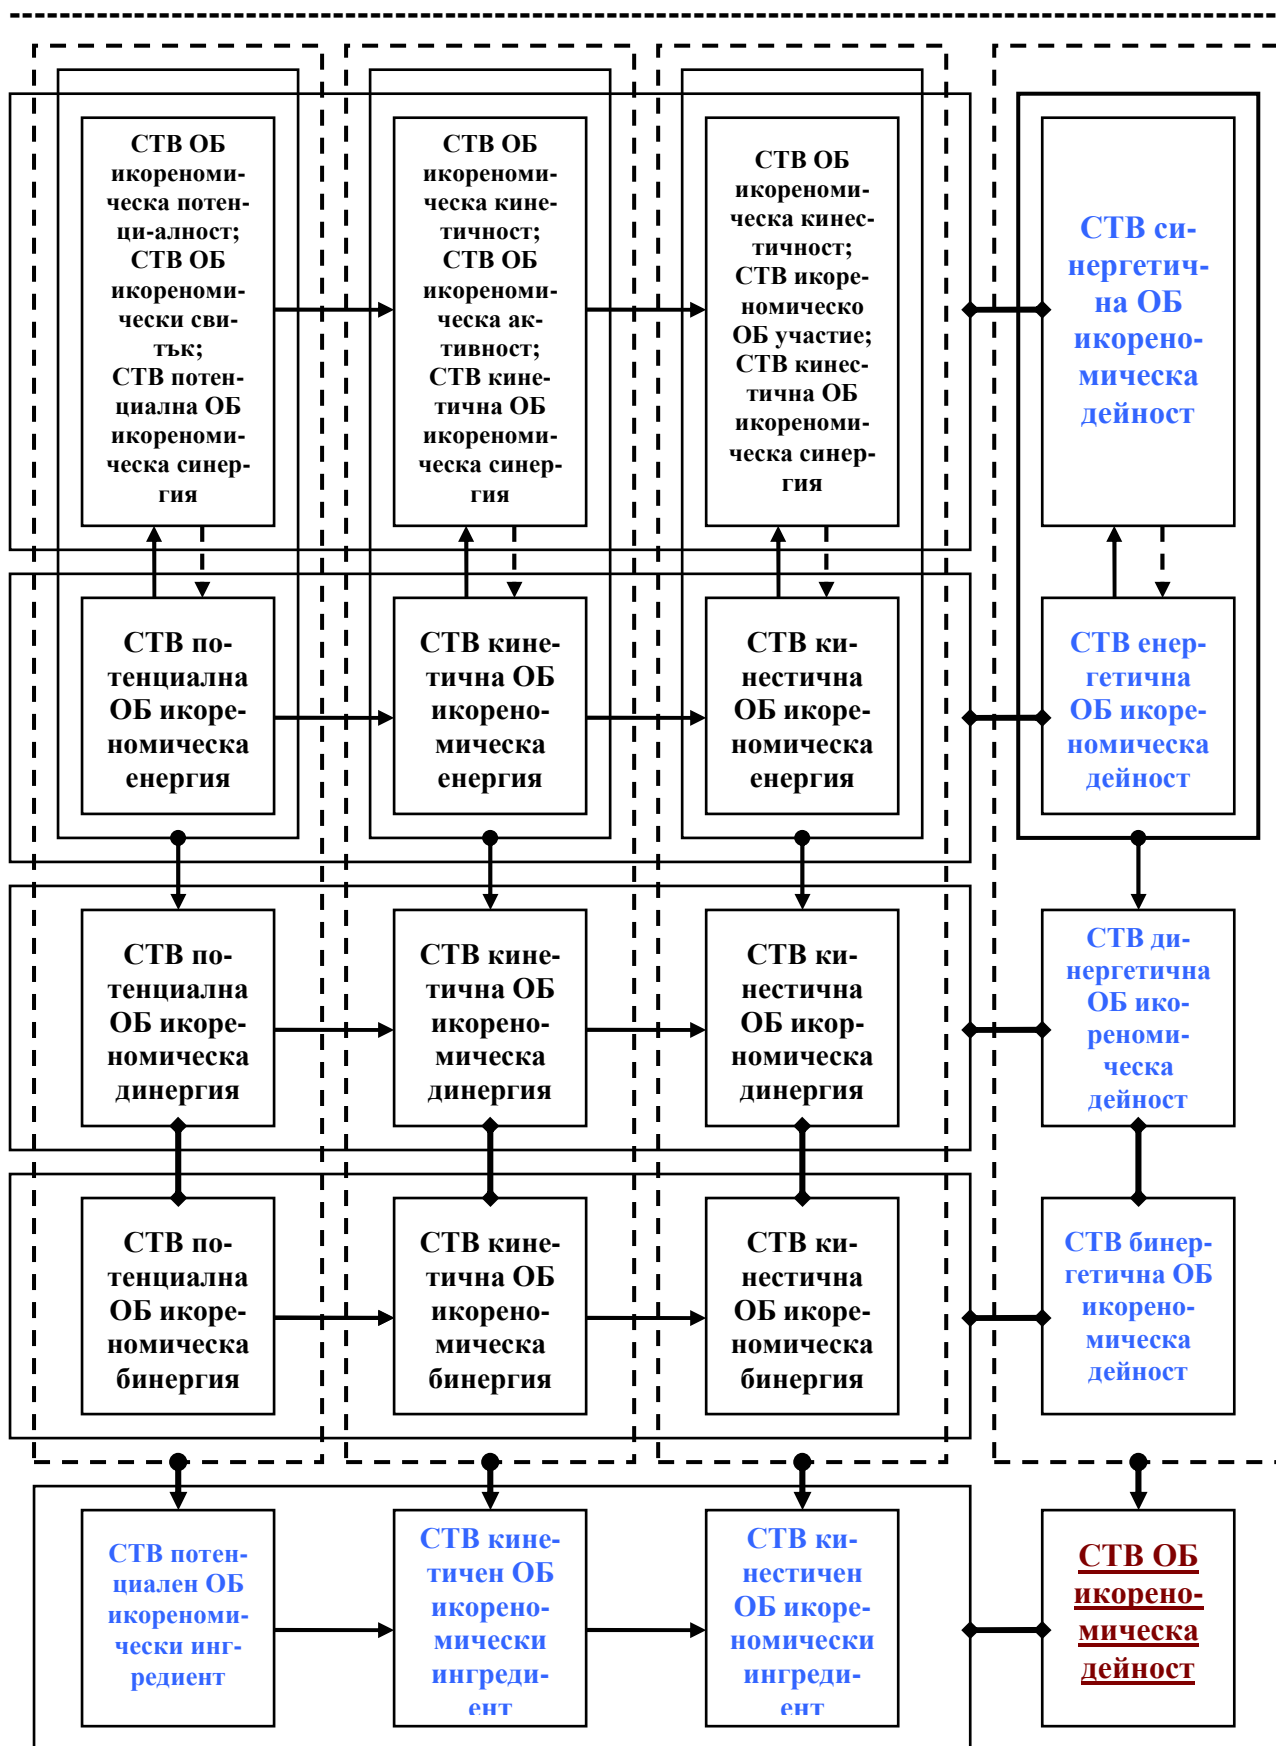 СТВ ОБ
икореноми-
ческа потен-
ци-алност;
СТВ ОБ
икореноми-
чески сви-
тък;
СТВ потен-
циална ОБ
икореноми-
ческа синер-
гия
СТВ ОБ
икореноми-
ческа кине-
тичност;
СТВ ОБ
икореноми-
ческа ак-
тивност;
СТВ кине-
тична ОБ
икореноми-
ческа синер-
гия
СТВ ОБ
икореноми-
ческа кинес-
тичност;
СТВ икоре-
номическо
ОБ участие;
СТВ кинес-
тична ОБ
икореноми-
ческа синер-
гия
СТВ си-
нергетич-
на ОБ
икорено-
мическа
дейност
СТВ по-
тенциална
ОБ икоре-
номическа
енергия
СТВ кине-
тична ОБ
икорено-
мическа
енергия
СТВ ки-
нестична
ОБ икоре-
номическа
енергия
СТВ енер-
гетична
ОБ икоре-
номическа
дейност
СТВ по-
тенциална
ОБ икоре-
номическа
динергия
СТВ кине-
тична ОБ
икорено-
мическа
динергия
СТВ ки-
нестична
ОБ икор-
номическа
динергия
СТВ ди-
нергетична
ОБ ико-
реноми-
ческа
дейност
СТВ по-
тенциална
ОБ икоре-
номическа
бинергия
СТВ кине-
тична ОБ
икорено-
мическа
бинергия
СТВ ки-
нестична
ОБ икоре-
номическа
бинергия
СТВ бинер-
гетична ОБ
икорено-
мическа
дейност
СТВ потен-
циален ОБ
икореноми-
чески инг-
редиент
СТВ кине-
тичен ОБ
икорено-
мически
ингреди-
ент
СТВ ки-
нестичен
ОБ икоре-
номически
ингреди-
ент
СТВ ОБ
икорено-
мическа
дейност